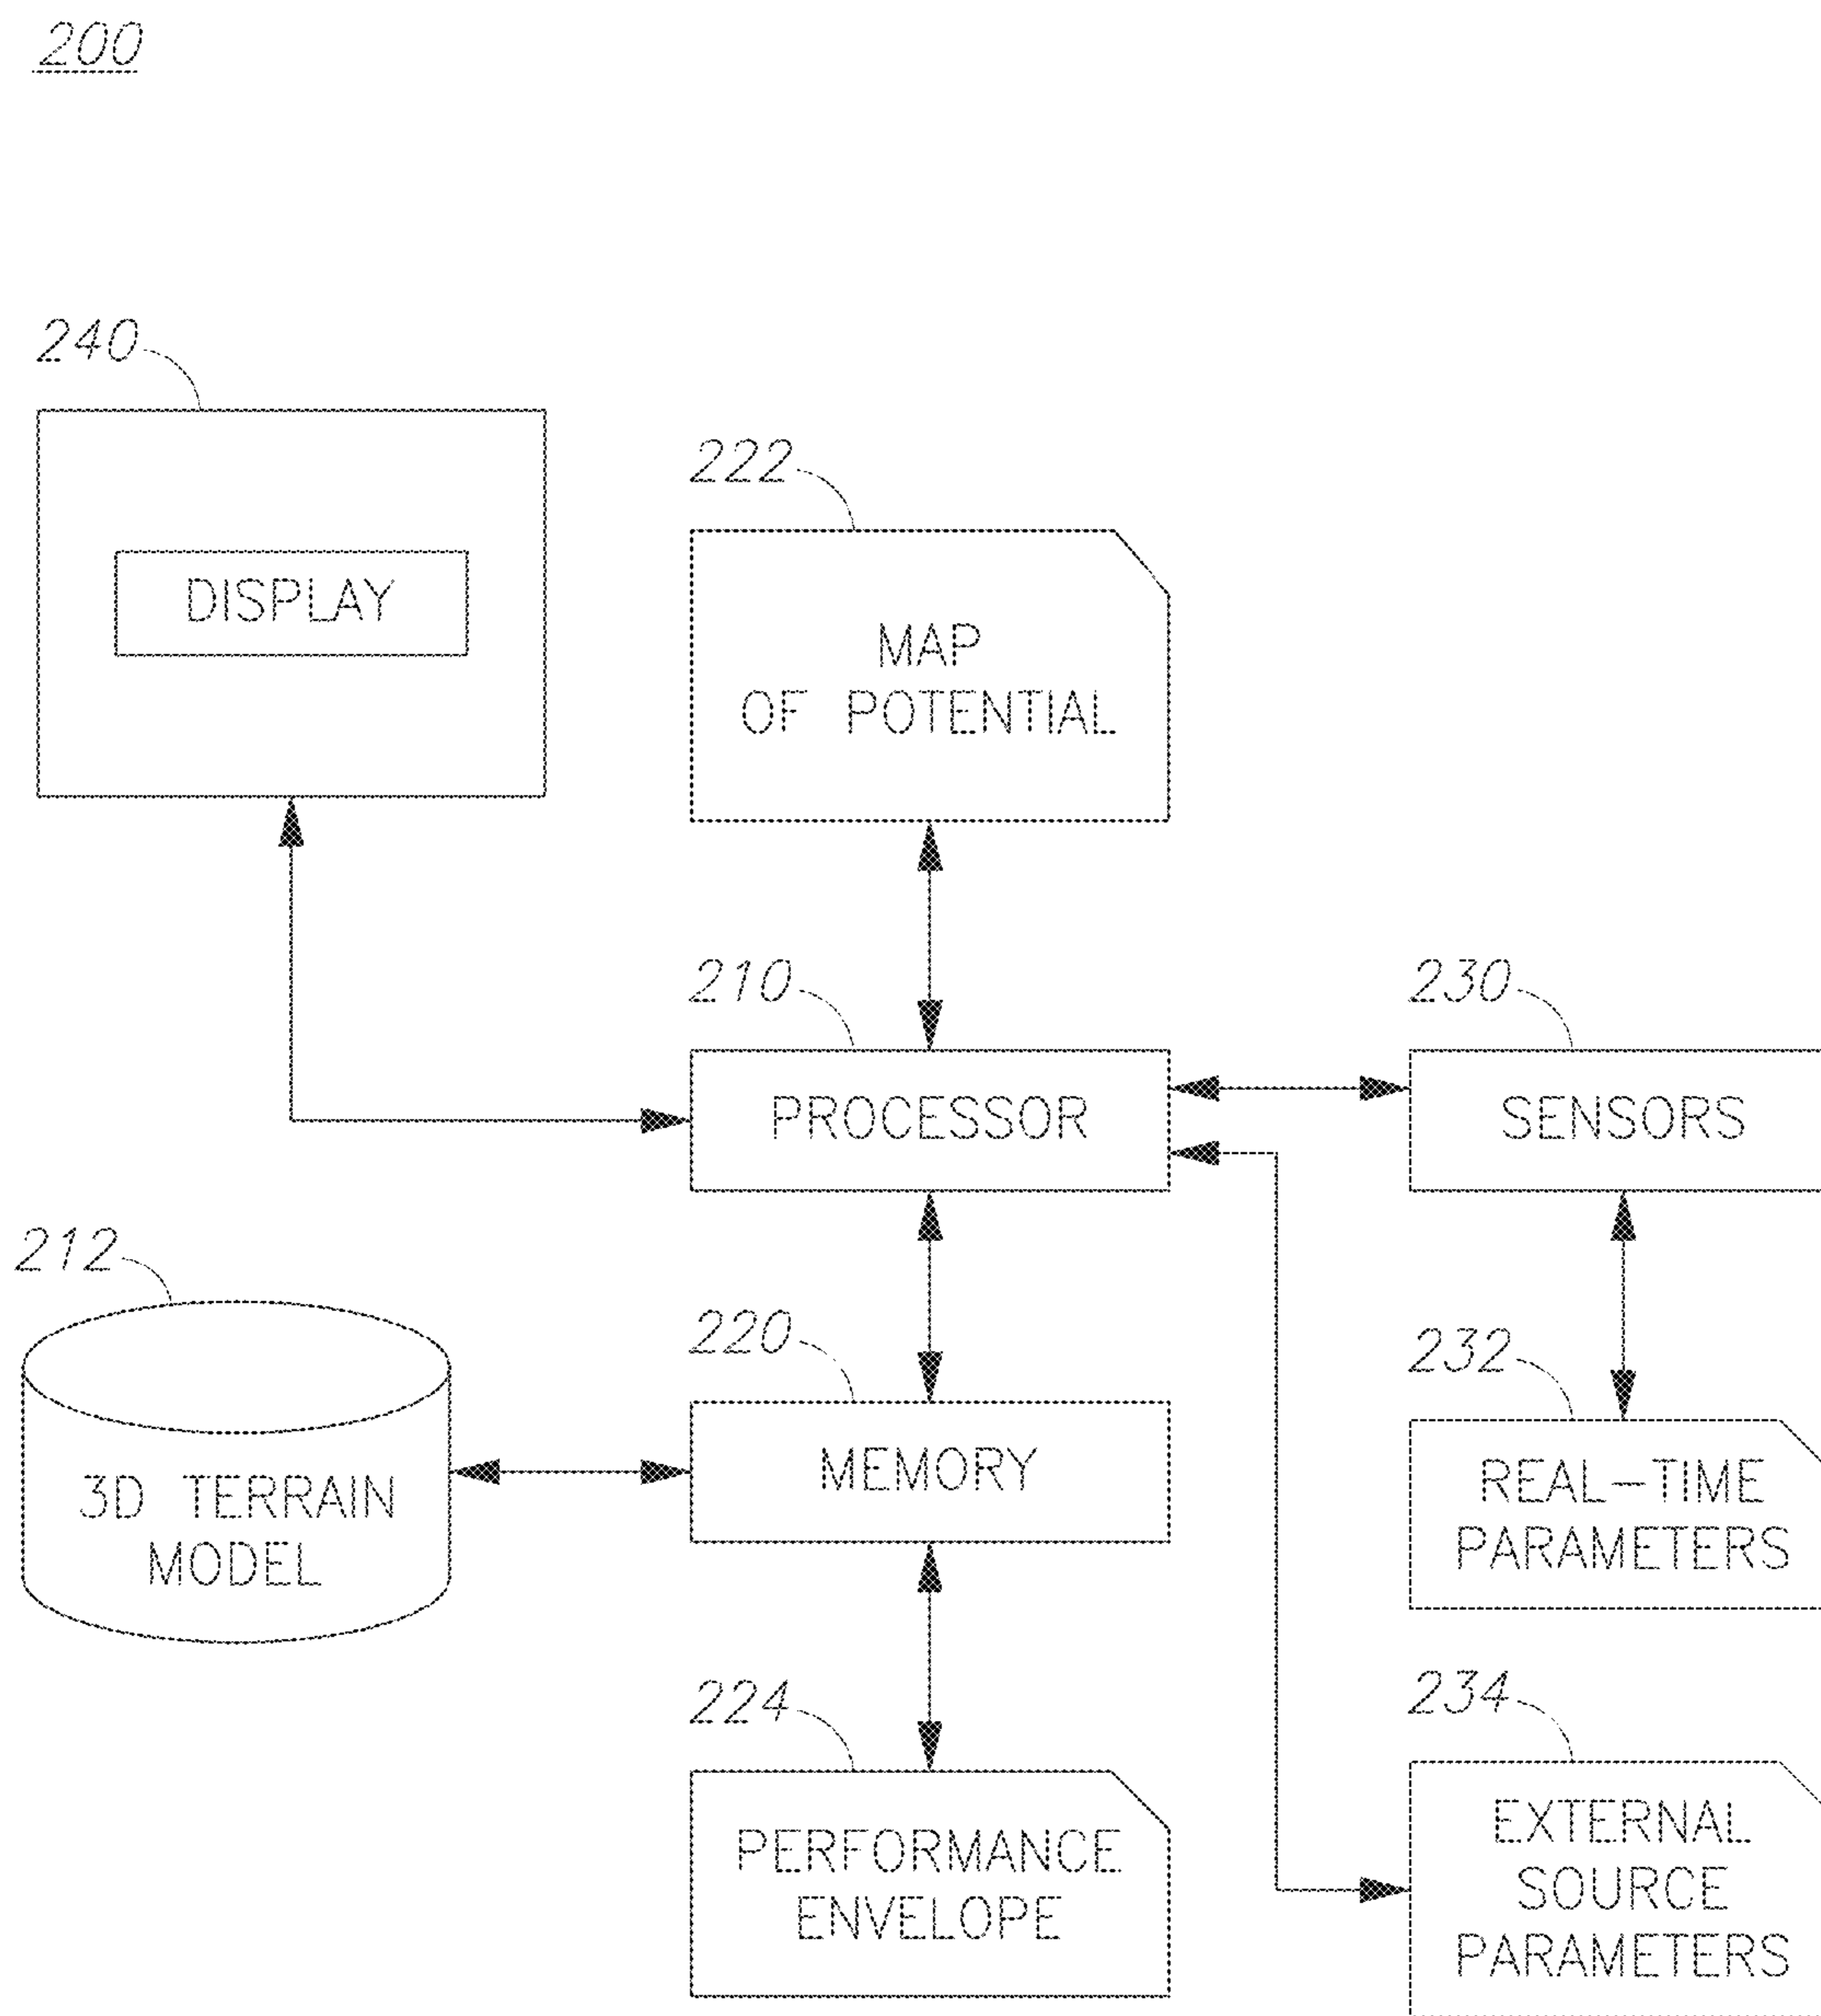 200
240
DISPLAY
222
MAP
OF POTENTIAL
210
PROCESSOR
230
SENSORS
212
3D TERRAIN
MODEL
220
MEMORY
232
REAL-TIME
PARAMETERS
224
PERFORMANCE
ENVELOPE
234
EXTERNAL
SOURCE
PARAMETERS